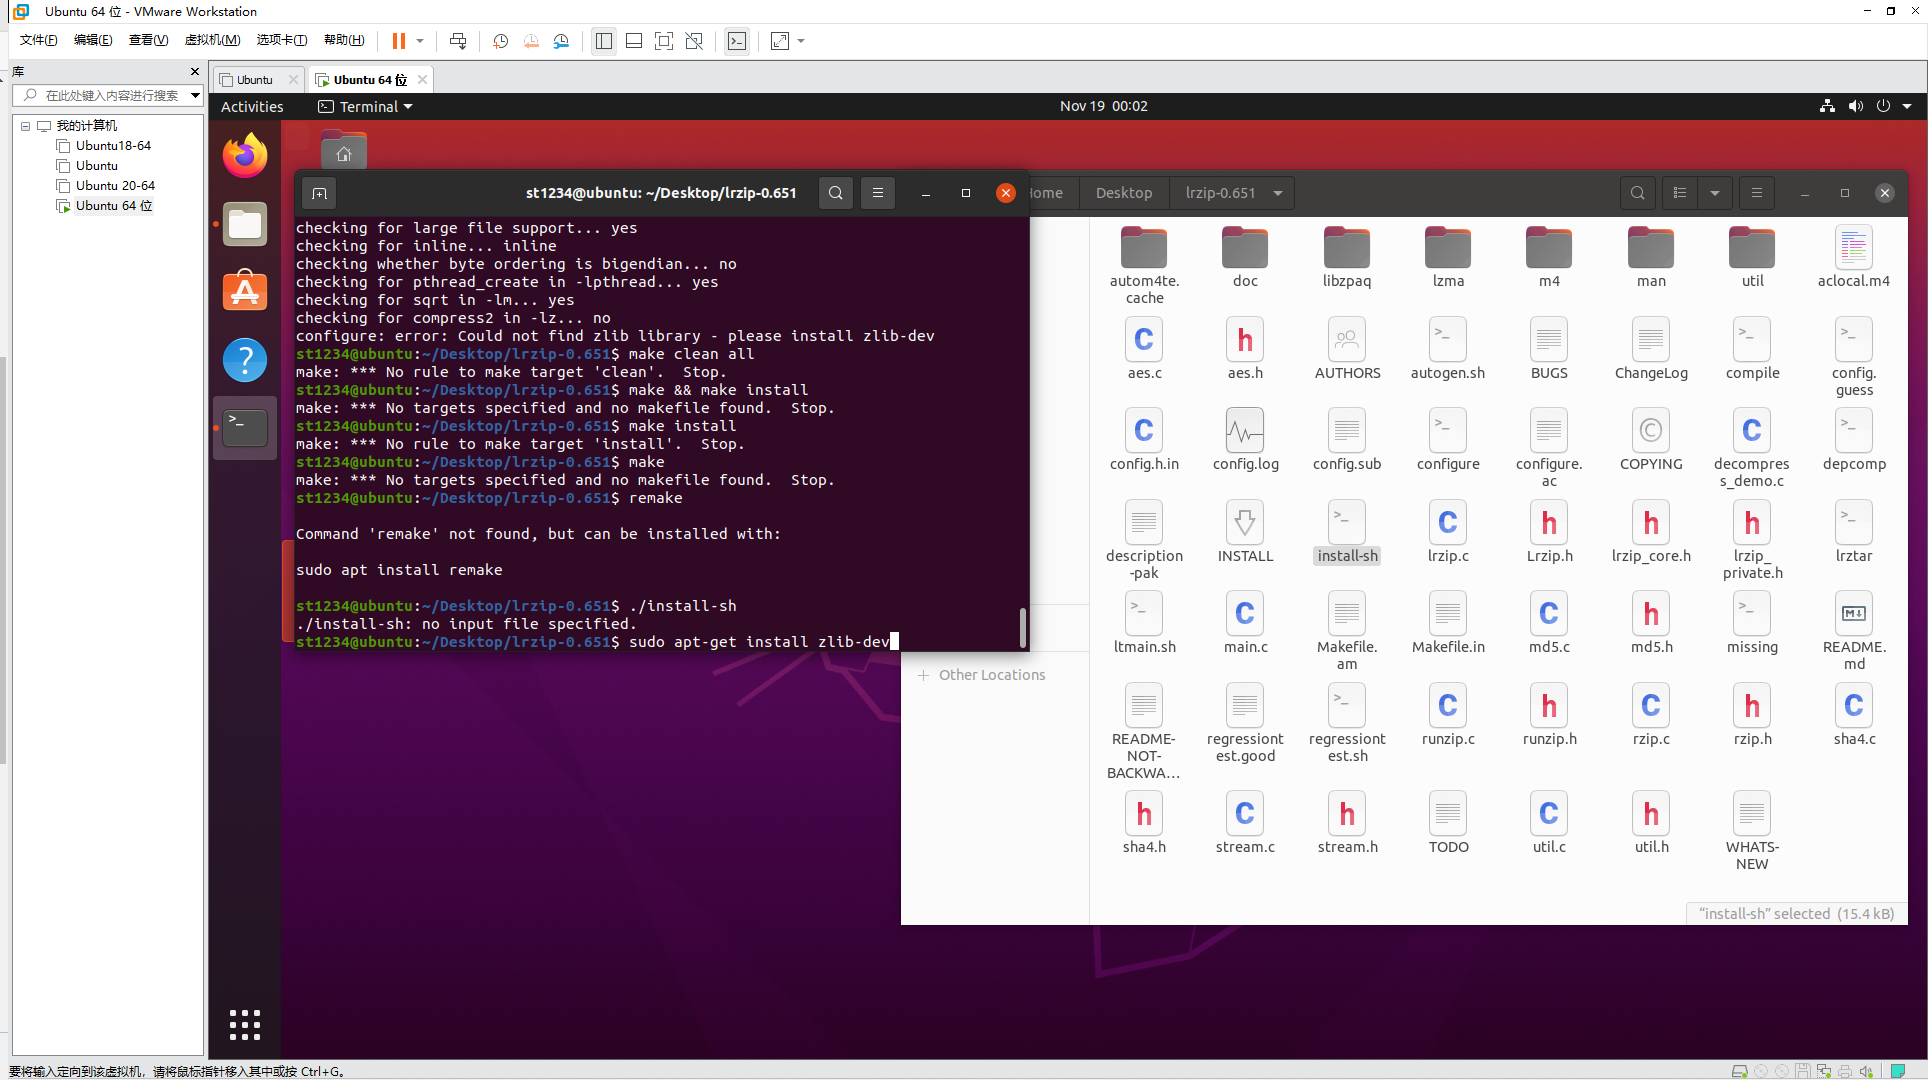 Ubuntu 64 位 - VMware Workstation
文件(F) 编辑(E) 查看(V) 虚拟机(M) 选项卡(T) 帮助(H)
库
在此处键入内容进行搜索
我的计算机
Ubuntu18-64
Ubuntu
Ubuntu 20-64
Ubuntu 64 位
Ubuntu
Ubuntu 64 位
Activities
Terminal
Nov 19 00:02
st1234@ubuntu: ~/Desktop/lrzip-0.651
checking for large file support... yes
checking for inline... inline
checking whether byte ordering is bigendian... no
checking for pthread_create in -lpthread... yes
checking for sqrt in -lm... yes
checking for compress2 in -lz... no
configure: error: Could not find zlib library - please install zlib-dev
st1234@ubuntu:~/Desktop/lrzip-0.651$ make clean all
make: *** No rule to make target 'clean'.  Stop.
st1234@ubuntu:~/Desktop/lrzip-0.651$ make && make install
make: *** No targets specified and no makefile found.  Stop.
st1234@ubuntu:~/Desktop/lrzip-0.651$ make install
make: *** No rule to make target 'install'.  Stop.
st1234@ubuntu:~/Desktop/lrzip-0.651$ make
make: *** No targets specified and no makefile found.  Stop.
st1234@ubuntu:~/Desktop/lrzip-0.651$ remake
Command 'remake' not found, but can be installed with:
sudo apt install remake
st1234@ubuntu:~/Desktop/lrzip-0.651$ ./install-sh
./install-sh: no input file specified.
st1234@ubuntu:~/Desktop/lrzip-0.651$ sudo apt-get install zlib-dev
ome Desktop lrzip-0.651
Other Locations
autom4te.
cache
doc
libzpaq
lzma
m4
man
util
aclocal.m4
aes.c
aes.h
AUTHORS
autogen.sh
BUGS
ChangeLog
compile
config.
guess
config.h.in
config.log
config.sub
configure
configure.
ac
COPYING
decompres
s_demo.c
depcomp
description
-pak
INSTALL
install-sh
lrzip.c
Lrzip.h
lrzip_core.h
lrzip_
private.h
lrztar
ltmain.sh
main.c
Makefile.
am
Makefile.in
md5.c
md5.h
missing
README.
md
README-
NOT-
BACKWA...
regressiont
est.good
regressiont
est.sh
runzip.c
runzip.h
rzip.c
rzip.h
sha4.c
sha4.h
stream.c
stream.h
TODO
util.c
util.h
WHATS-
NEW
“install-sh” selected (15.4 kB)
要将输入定向到该虚拟机，请将鼠标指针移入其中或按 Ctrl+G。